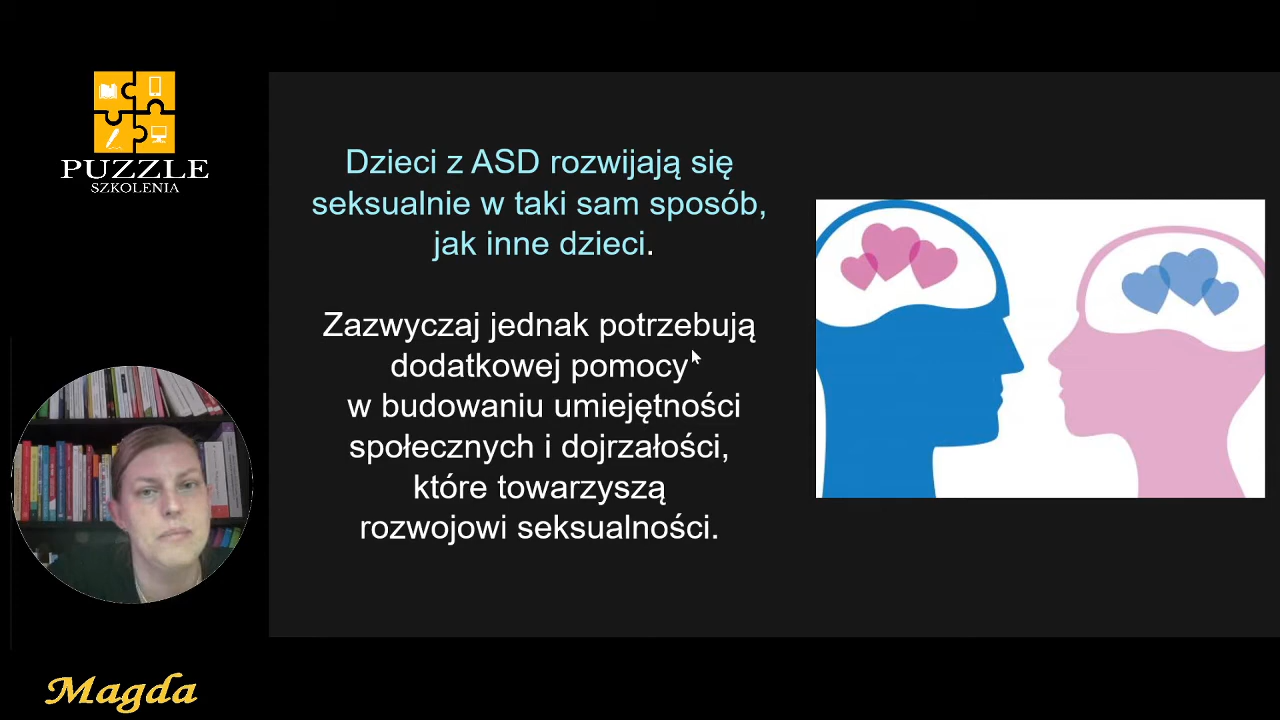 PUZZLE
SZKOLENIA
Dzieci z ASD rozwijają się
seksualnie w taki sam sposób,
jak inne dzieci.
Zazwyczaj jednak potrzebują
dodatkowej pomocy
w budowaniu umiejętności
społecznych i dojrzałości,
które towarzyszą
rozwojowi seksualności.
Magda